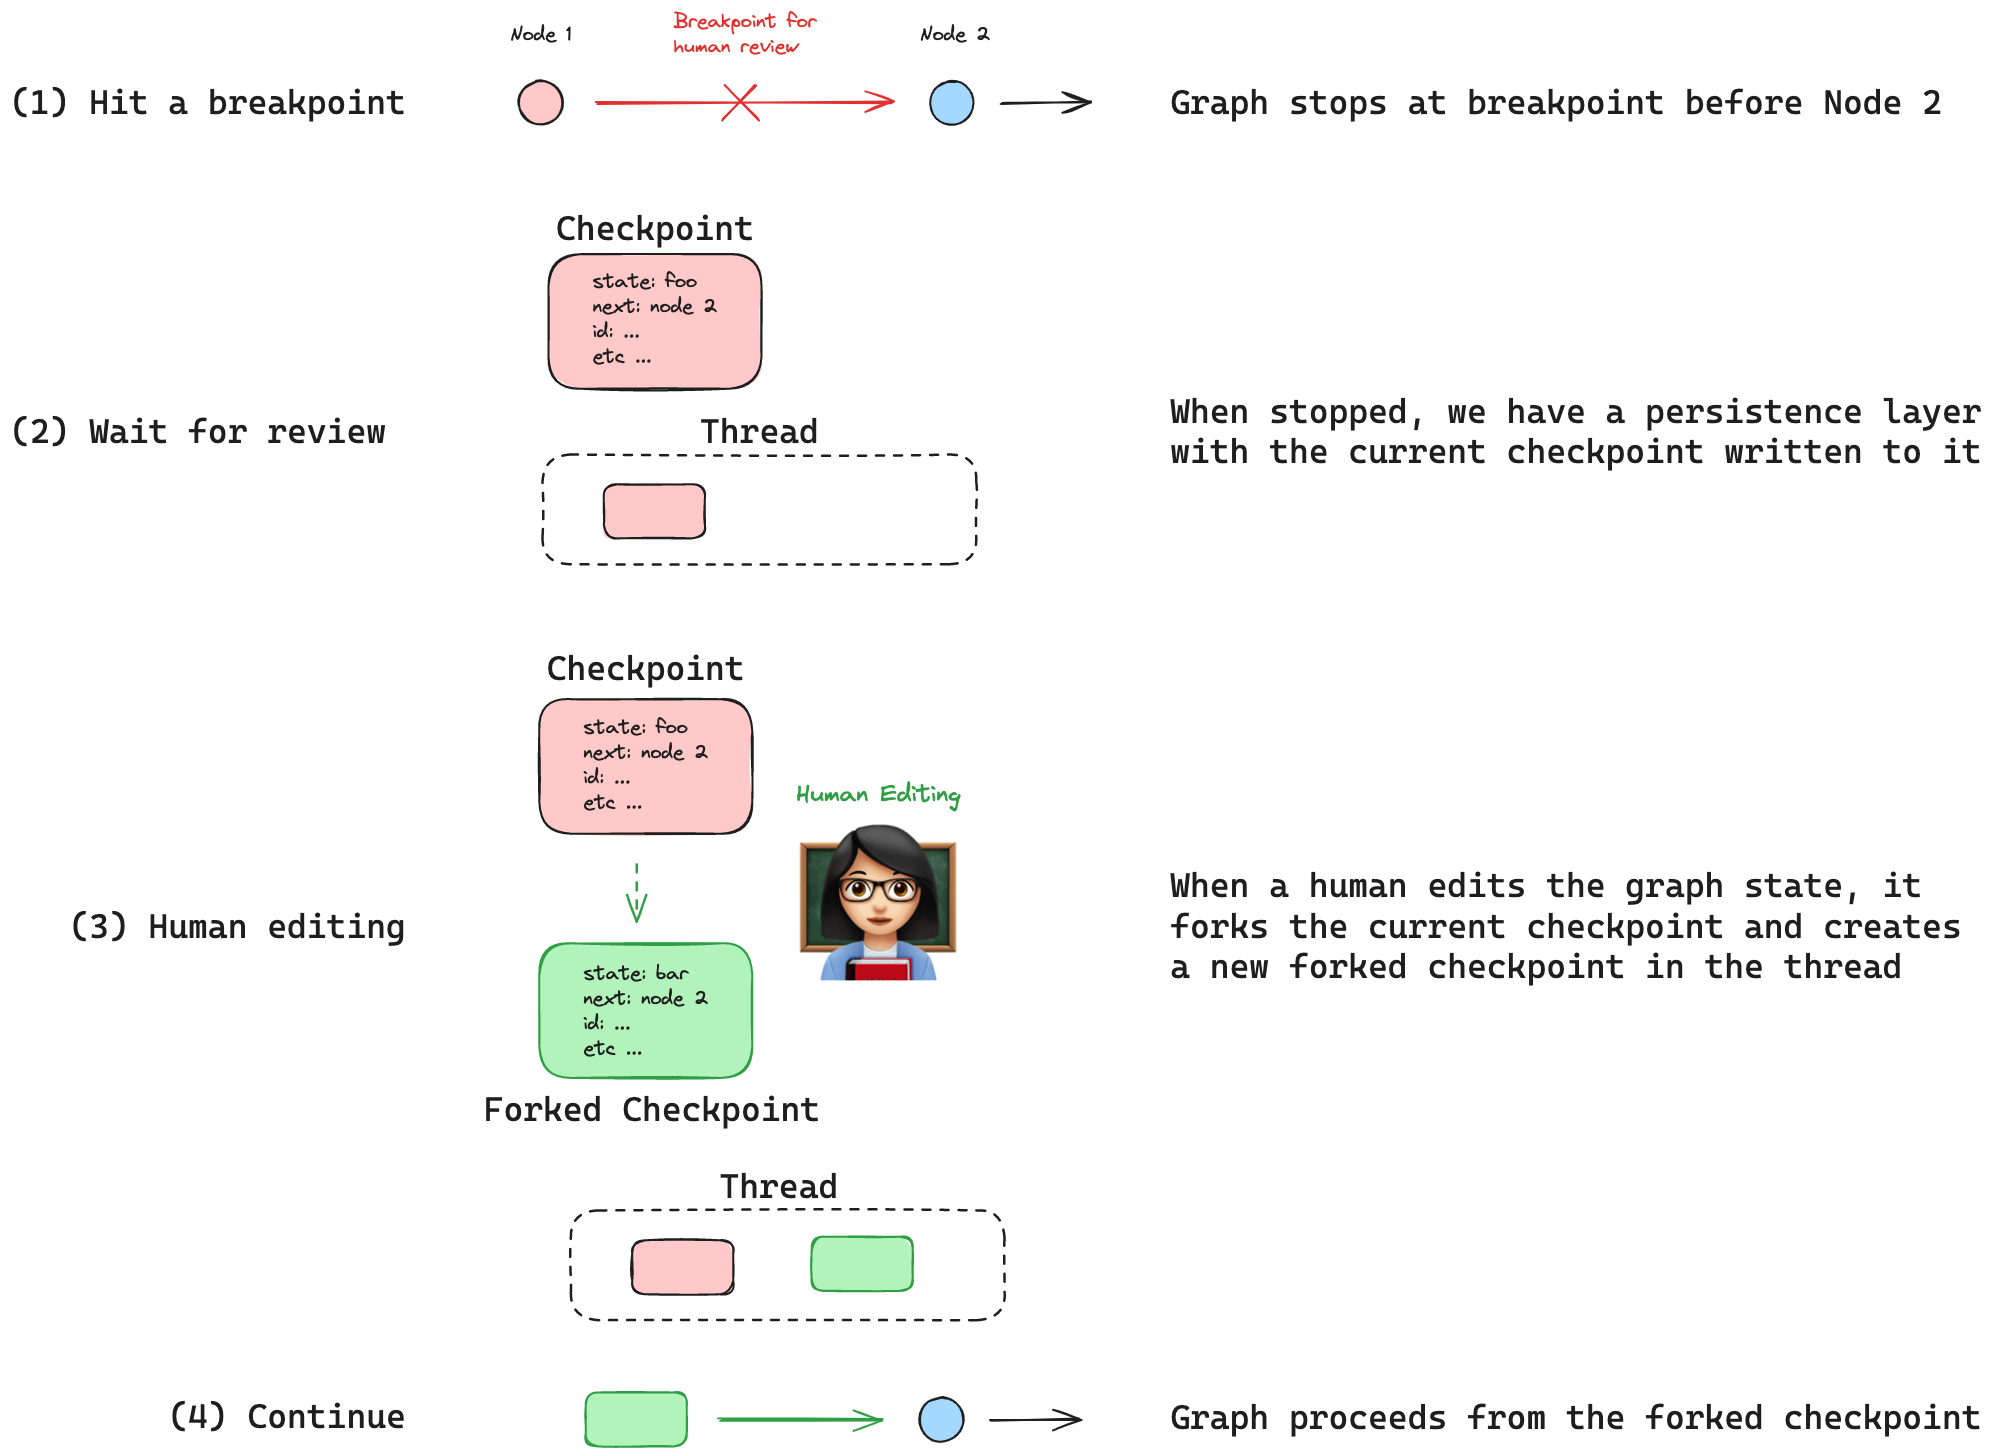 Node 1
Breakpoint for
human review
Node 2
(1) Hit a breakpoint
Graph stops at breakpoint before Node 2
Checkpoint
state: foo
next: node 2
id: ...
etc ...
(2) Wait for review
Thread
When stopped, we have a persistence layer
with the current checkpoint written to it
Checkpoint
state: foo
next: node 2
id: ...
etc ...
Human Editing
(3) Human editing
When a human edits the graph state, it
forks the current checkpoint and creates
a new forked checkpoint in the thread
state: bar
next: node 2
id: ...
etc ...
Forked Checkpoint
Thread
(4) Continue
Graph proceeds from the forked checkpoint